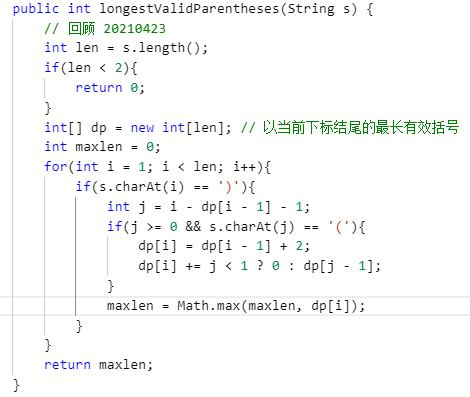 public int longestValidParentheses(String s) {
    // 回顾 20210423
    int len = s.length();
    if(len < 2){
        return 0;
    }
    int[] dp = new int[len]; // 以当前下标结尾的最长有效括号
    int maxlen = 0;
    for(int i = 1; i < len; i++){
        if(s.charAt(i) == ')'){
            int j = i - dp[i - 1] - 1;
            if(j >= 0 && s.charAt(j) == '('){
                dp[i] = dp[i - 1] + 2;
                dp[i] += j < 1 ? 0 : dp[j - 1];
            }
            maxlen = Math.max(maxlen, dp[i]);
        }
    }
    return maxlen;
}